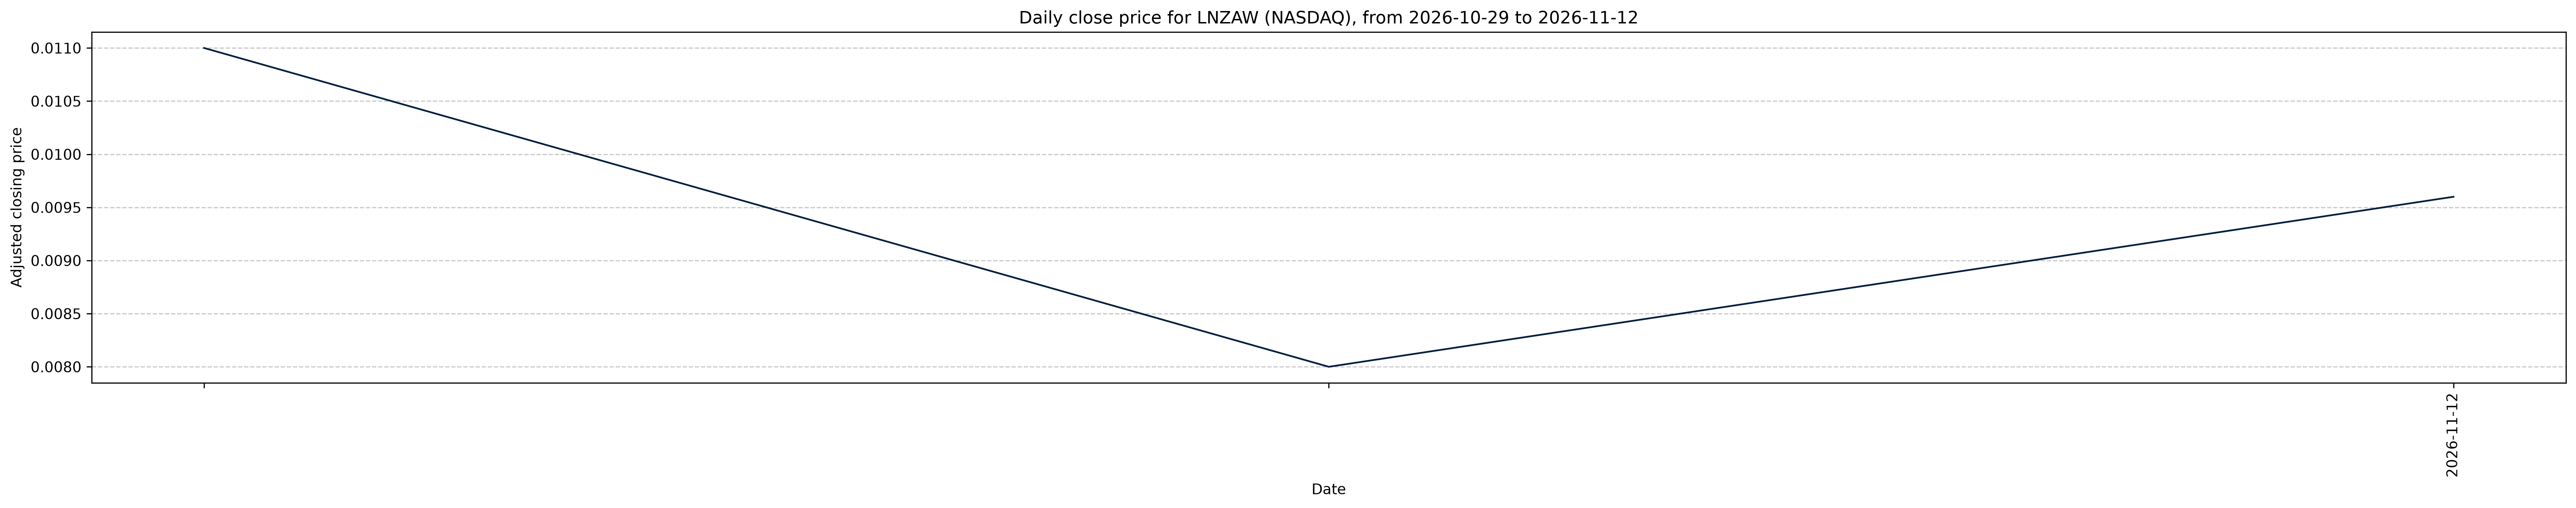 Daily close price for LNZAW (NASDAQ), from 2026-10-29 to 2026-11-12
0.0110
0.0105
0.0100
0.0095
0.0090
0.0085
0.0080
Adjusted closing price
2026-11-12
Date